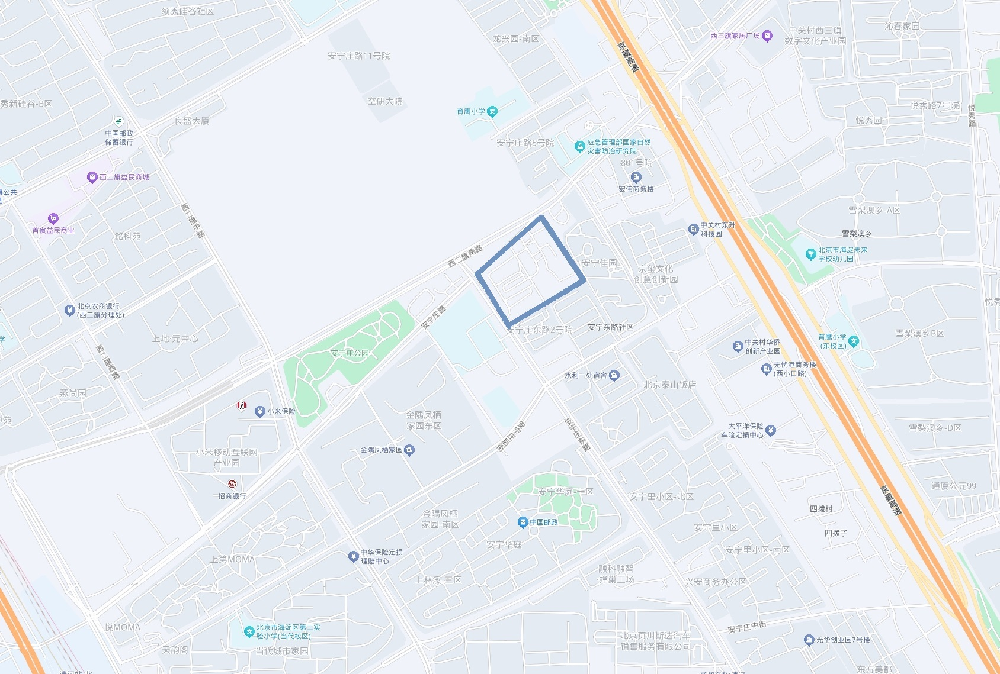 领秀硅谷社区
安宁庄路11号院
龙兴园-南区
京藏高速
西三旗家居广场
中关村西三旗
数字文化产业园
沁春家园
秀新硅谷-B区
良盛大厦
中国邮政
储蓄银行
空研大院
育鹰小学
安宁庄路5号院
应急管理部国家自然
灾害防治研究院
801号院
宏伟商务楼
悦秀路7号院
悦秀园
悦秀路
西二旗益民商城
旗公共
站
首食益民商业
铭科苑
西二旗中路
西二旗南路
安宁佳园
京玺文化
创意创新园
中关村东升
科技园
雪梨澳乡-A区
雪梨澳乡
北京市海淀未来
学校幼儿园
北京农商银行
(西二旗分理处)
学
上地·元中心
西二旗西路
安宁庄路
安宁庄公园
安宁庄东路2号院
安宁东路社区
中关村华侨
创新产业园
无忧港商务楼
(西小口路)
育鹰小学
(东校区)
雪梨澳乡B区
悦秀
燕尚园
中苑
小米保险
水利一处宿舍
北京泰山饭店
金隅凤栖
家园东区
金隅凤栖家园
安宁庄后街
安宁庄东路
太平洋保险
车险定损中心
雪梨澳乡-D区
小米移动互联网
产业园
招商银行
安宁华庭-一区
安宁里小区-北区
京藏高速
通厦公元99
四拨村
四拨子
金隅凤栖
家园-南区
中国邮政
安宁华庭
安宁里小区
安宁里小区-南区
上第MOMA
中华保险定损
理赔中心
上林溪-三区
融科融智
·蜂巢工场
兴安商务办公区
悦MOMA
北京市海淀区第二实
验小学(当代校区)
天韵阁
当代城市家园
北京页川斯达汽车
销售服务有限公司
安宁庄中街
光华创业园7号楼
东方美都
清河站-北